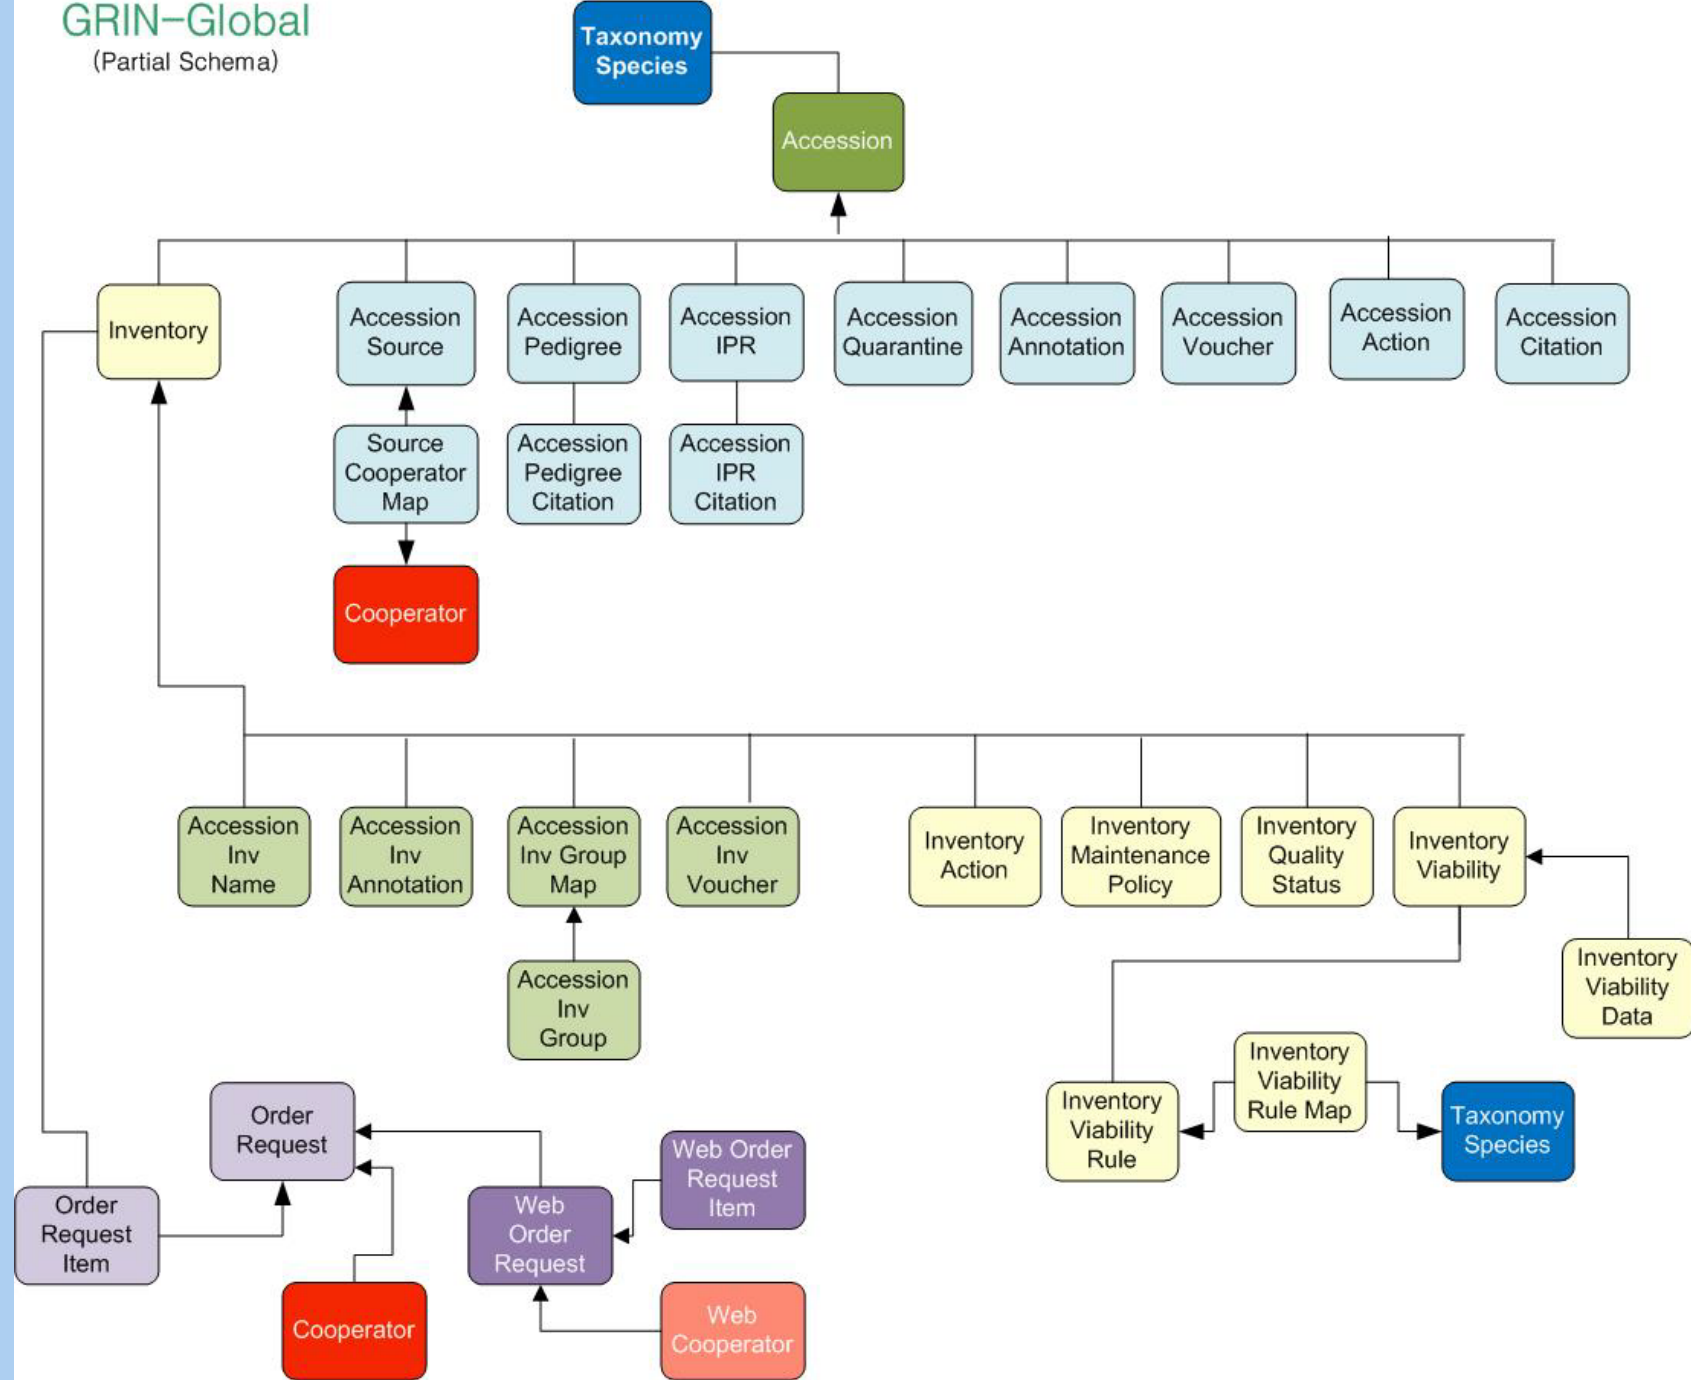 GRIN-Global
(Partial Schema)
Taxonomy
Species
Accession
Inventory
Accession
Source
Accession
Pedigree
Accession
IPR
Accession
Quarantine
Accession
Annotation
Accession
Voucher
Accession
Action
Accession
Citation
Source
Cooperator
Map
Accession
Pedigree
Citation
Accession
IPR
Citation
Cooperator
Accession
Inv
Name
Accession
Inv
Annotation
Accession
Inv Group
Map
Accession
Inv
Voucher
Inventory
Action
Inventory
Maintenance
Policy
Inventory
Quality
Status
Inventory
Viability
Inventory
Viability
Data
Accession
Inv
Group
Inventory
Viability
Rule Map
Inventory
Viability
Rule
Taxonomy
Species
Order
Request
Web Order
Request
Item
Order
Request
Item
Web
Order
Request
Cooperator
Web
Cooperator